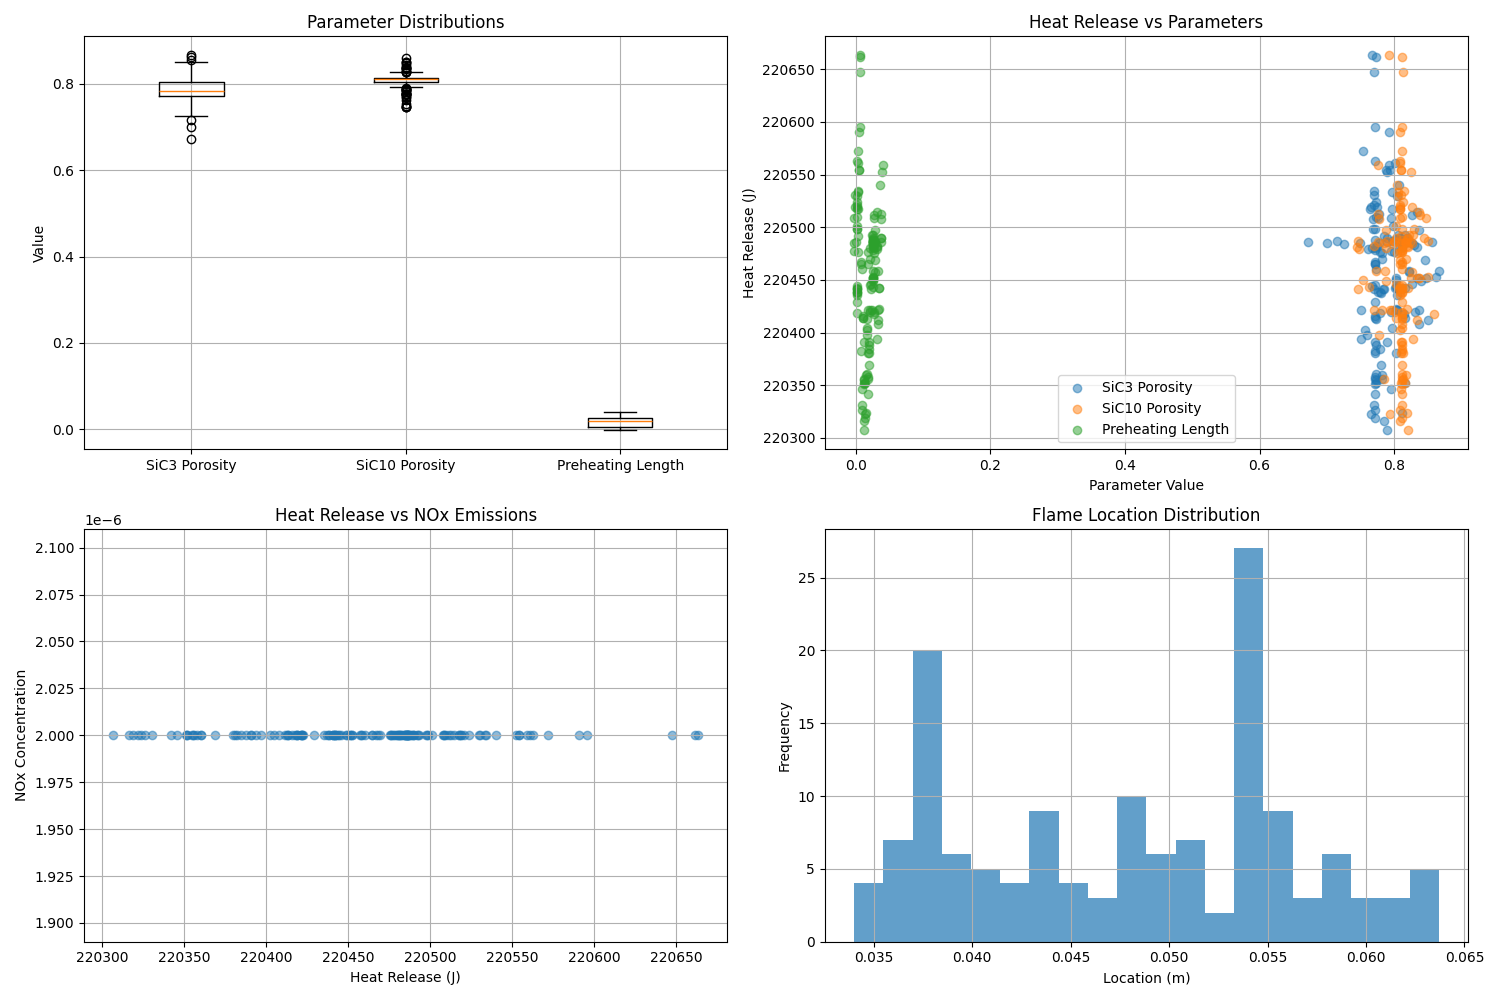 Parameter Distributions
Value
0.8
0.6
0.4
0.2
0.0
SiC3 Porosity
SiC10 Porosity
Preheating Length
Heat Release vs Parameters
Heat Release (J)
220650
220600
220550
220500
220450
220400
220350
220300
0.0
0.2
0.4
0.6
0.8
Parameter Value
SiC3 Porosity
SiC10 Porosity
Preheating Length
Heat Release vs NOx Emissions
1e−6
NOx Concentration
2.100
2.075
2.050
2.025
2.000
1.975
1.950
1.925
1.900
220300
220350
220400
220450
220500
220550
220600
220650
Heat Release (J)
Flame Location Distribution
Frequency
25
20
15
10
5
0
0.035
0.040
0.045
0.050
0.055
0.060
0.065
Location (m)